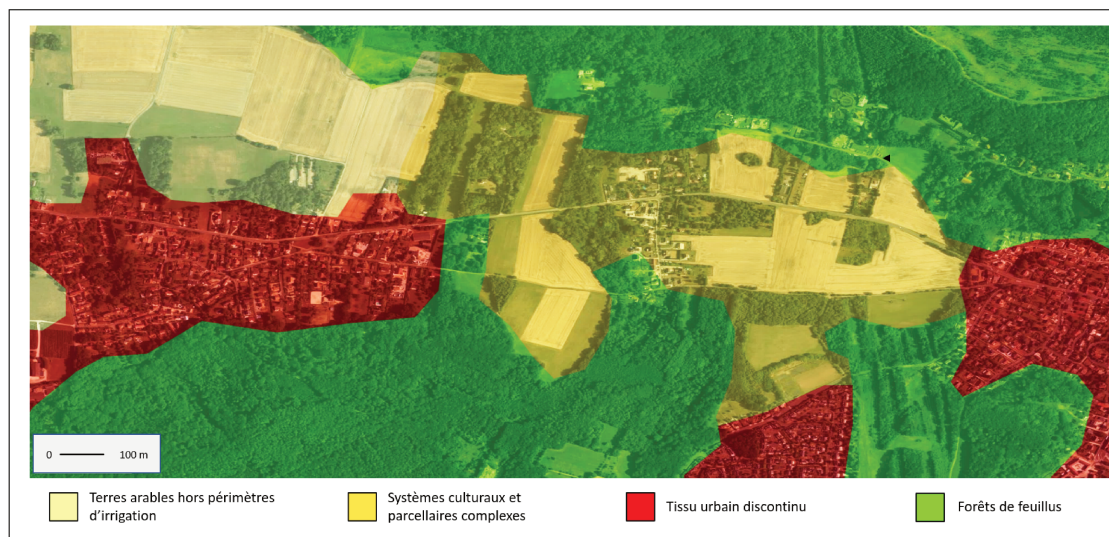 0 100 m
Terres arables hors périmètres
d’irrigation
Systèmes culturaux et
parcellaires complexes
Tissu urbain discontinu
Forêts de feuillus